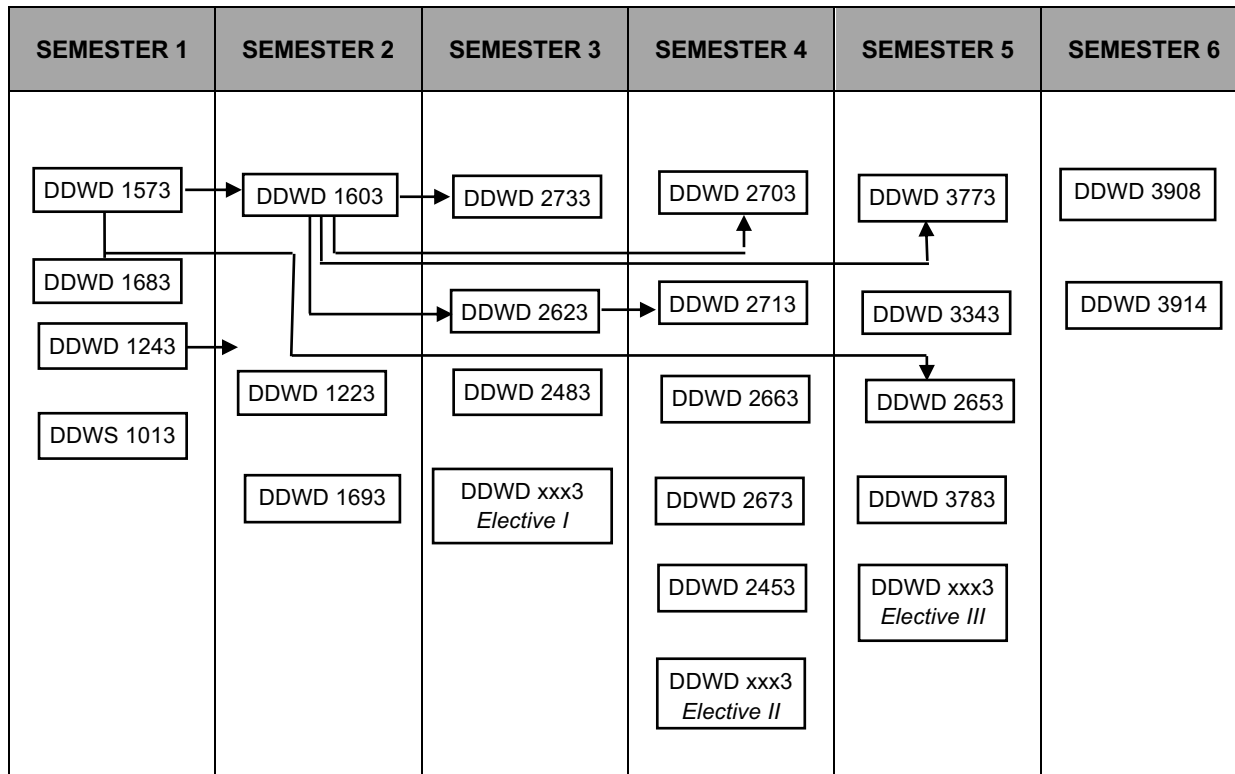 SEMESTER 1
SEMESTER 2
SEMESTER 3
SEMESTER 4
SEMESTER 5
SEMESTER 6
DDWD 1573
DDWD 1683
DDWD 1243
DDWS 1013
DDWD 1603
DDWD 1223
DDWD 1693
DDWD 2733
DDWD 2623
DDWD 2483
DDWD xxx3
Elective I
DDWD 2703
DDWD 2713
DDWD 2663
DDWD 2673
DDWD 2453
DDWD xxx3
Elective II
DDWD 3773
DDWD 3343
DDWD 2653
DDWD 3783
DDWD xxx3
Elective III
DDWD 3908
DDWD 3914